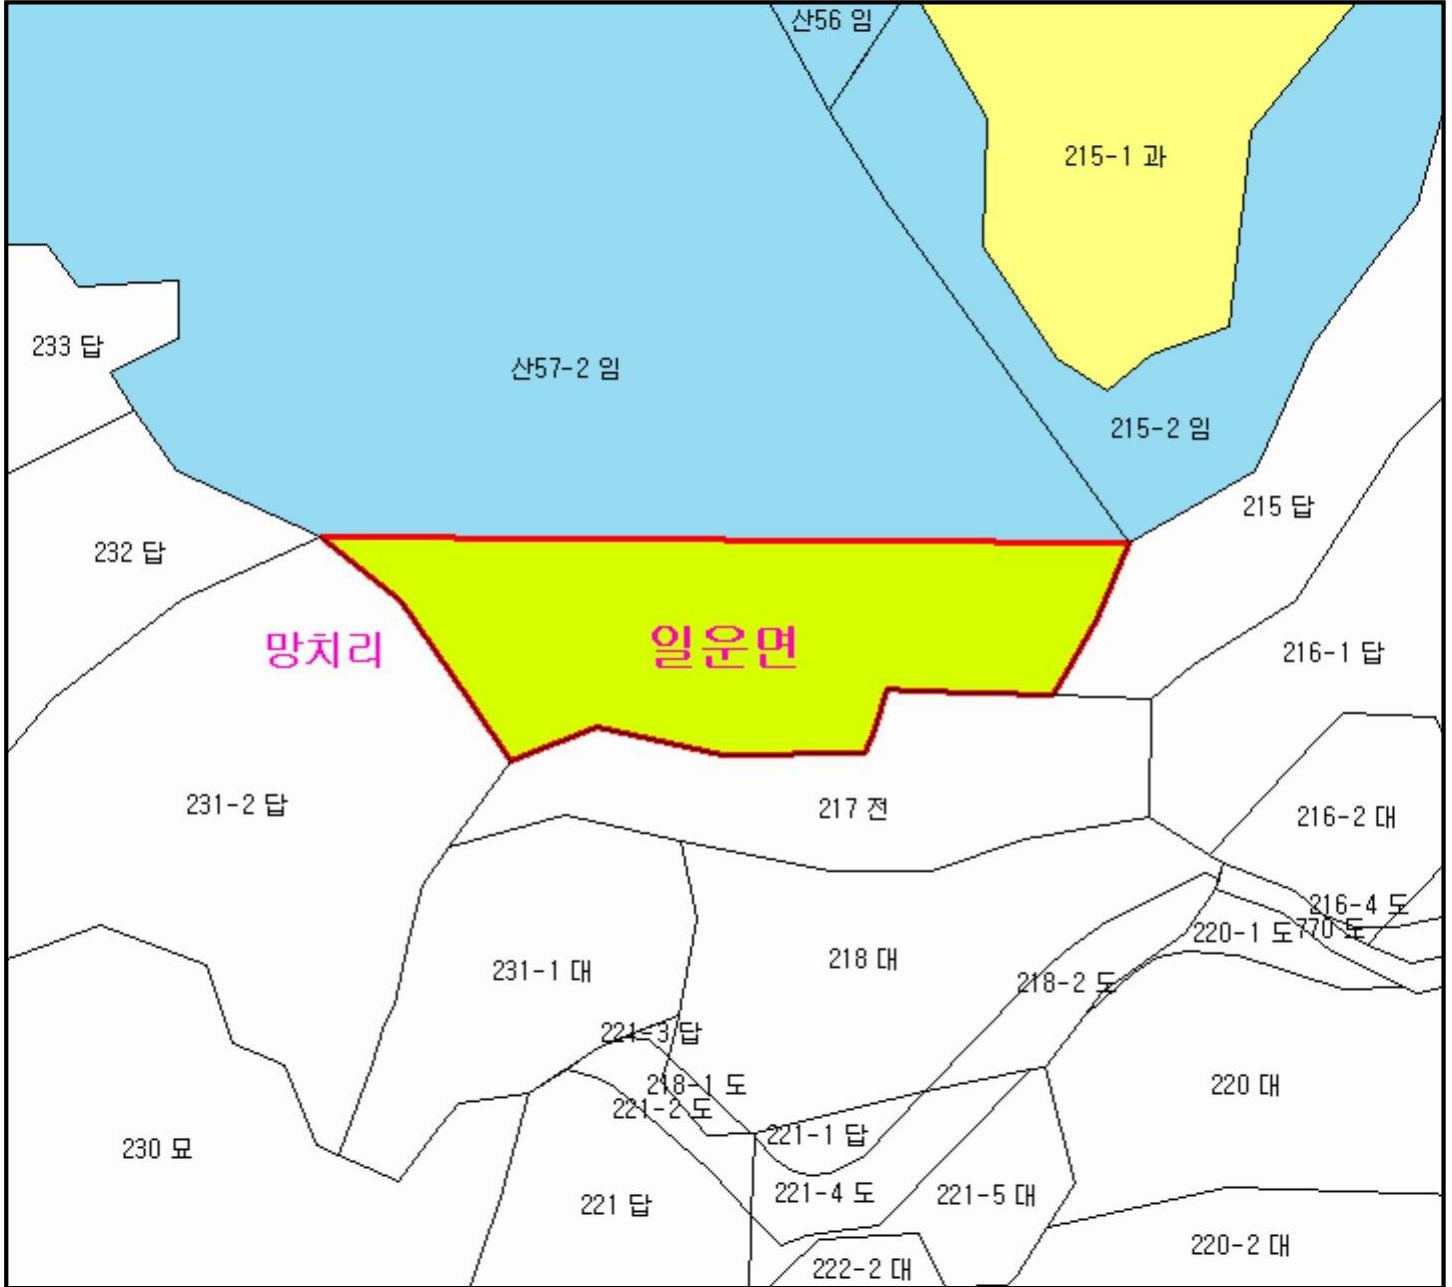 산56 임
215-1 과
233 답
산57-2 임
215-2 임
215 답
232 답
망치리
일운면
216-1 답
231-2 답
217 전
216-2 대
216-4 도
220-1 도
770 도
231-1 대
218 대
218-2 도
221-3 답
218-1 도
220 대
221-2 도
221-1 답
230 묘
221-4 도
221-5 대
221 답
220-2 대
222-2 대